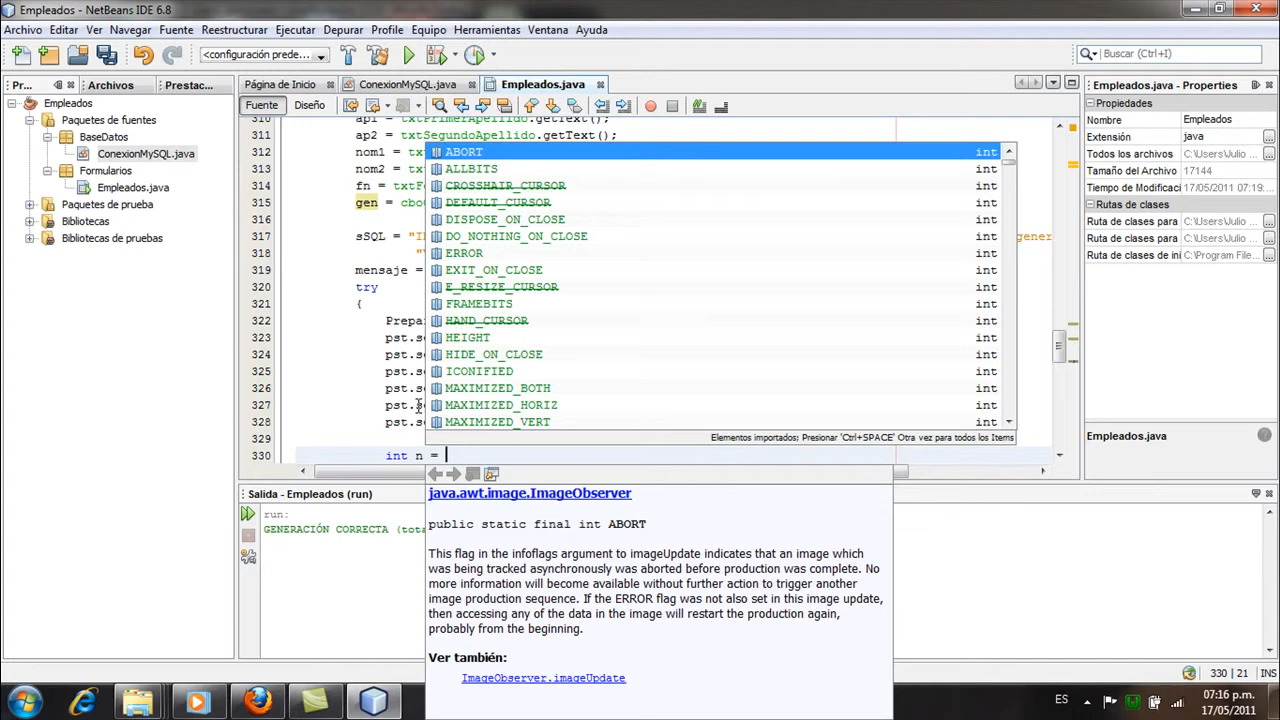 Empleados - NetBeans IDE 6.8
Archivo Editar Ver Navegar Fuente Reestructurar Ejecutar Depurar Profile Equipo Herramientas Ventana Ayuda
<configuración prede... Buscar (Ctrl+I)
Pr... Archivos Prestac... Página de Inicio ConexionMySQL.java Empleados.java Empleados.java - Properties
Fuente Diseño
Empleados
Paquetes de fuentes
BaseDatos
ConexionMySQL.java
Formularios
Empleados.java
Paquetes de prueba
Bibliotecas
Bibliotecas de pruebas
310 ap1 = txtPrimerApellido.getText();
311 ap2 = txtSegundoApellido.getText();
312 nom1 = tx
313 nom2 = tx
314 fn = txtF
315 gen = cbo
316
317 sSQL = "I gener
318 "
319 mensaje =
320 try
321 {
322 Prepa
323 pst.s
324 pst.s
325 pst.s
326 pst.s
327 pst.s
328 pst.s
329
330 int n =
ABORT int
ALLBITS int
CROSSHAIR_CURSOR int
DEFAULT_CURSOR int
DISPOSE_ON_CLOSE int
DO_NOTHING_ON_CLOSE int
ERROR int
EXIT_ON_CLOSE int
E_RESIZE_CURSOR int
FRAMEBITS int
HAND_CURSOR int
HEIGHT int
HIDE_ON_CLOSE int
ICONIFIED int
MAXIMIZED_BOTH int
MAXIMIZED_HORIZ int
MAXIMIZED_VERT int
Elementos importados; Presionar 'Ctrl+SPACE' Otra vez para todos los Items
java.awt.image.ImageObserver
public static final int ABORT
This flag in the infoflags argument to imageUpdate indicates that an image which
was being tracked asynchronously was aborted before production was complete. No
more information will become available without further action to trigger another
image production sequence. If the ERROR flag was not also set in this image update,
then accessing any of the data in the image will restart the production again,
probably from the beginning.
Ver también:
ImageObserver.imageUpdate
Propiedades
Nombre Empleados
Extensión java
Todos los archivos C:\Users\Julio
Tamaño del Archivo 17144
Tiempo de Modificaci 17/05/2011 07:19...
Rutas de clases
Ruta de clases para C:\Users\Julio ...
Ruta de clases para C:\Users\Julio ...
Ruta de clases de ini C:\Program File...
Empleados.java
Salida - Empleados (run)
run:
GENERACIÓN CORRECTA (tota
330 | 21 INS
ES 07:16 p.m.
17/05/2011